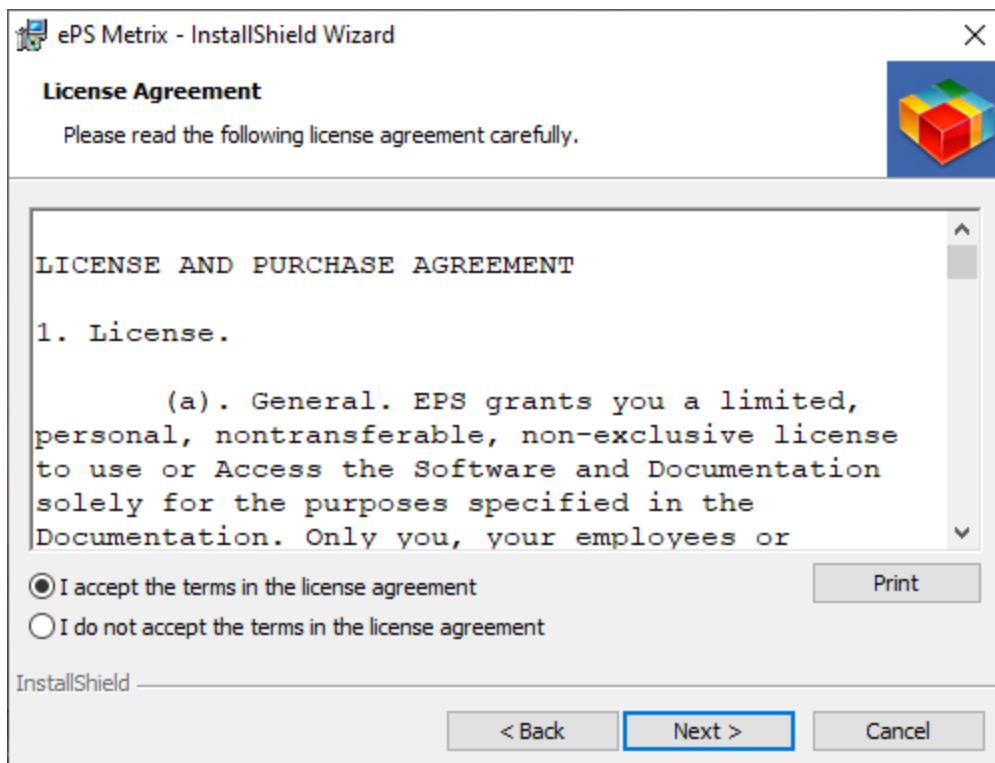 ePS Metrix - InstallShield Wizard
License Agreement
Please read the following license agreement carefully.
LICENSE AND PURCHASE AGREEMENT
1. License.
(a). General. EPS grants you a limited,
personal, nontransferable, non-exclusive license
to use or Access the Software and Documentation
solely for the purposes specified in the
Documentation. Only you, your employees or
I accept the terms in the license agreement
Print
I do not accept the terms in the license agreement
InstallShield
< Back
Next >
Cancel